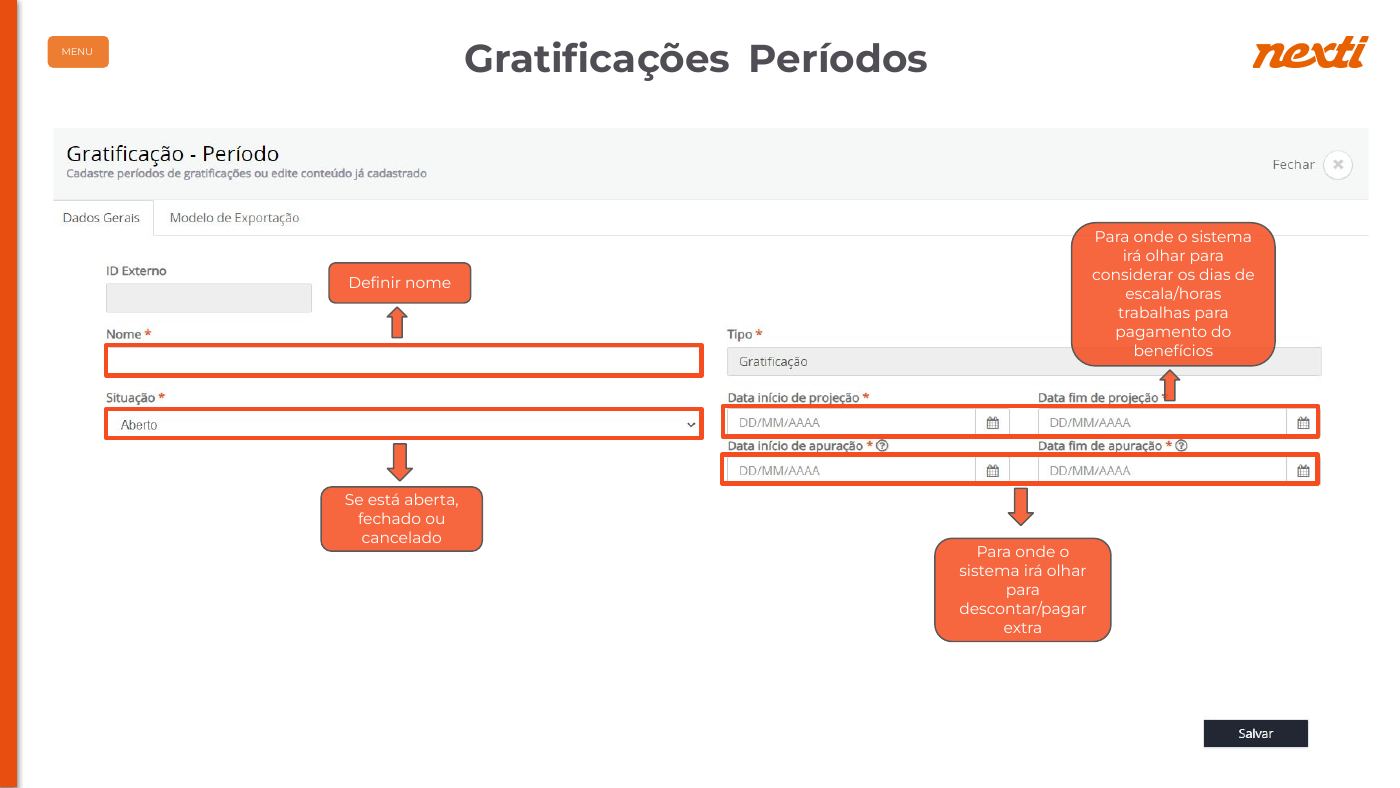 MENU
Gratificações Períodos
nexti
Gratificação - Período
Cadastre períodos de gratificações ou edite conteúdo já cadastrado
Fechar
Dados Gerais
Modelo de Exportação
ID Externo
Definir nome
Para onde o sistema
irá olhar para
considerar os dias de
escala/horas
trabalhas para
pagamento do
benefícios
Nome *
Tipo *
Gratificação
Situação *
Aberto
Data início de projeção *
Data fim de projeção *
DD/MM/AAAA
DD/MM/AAAA
Data início de apuração * ?
Data fim de apuração * ?
DD/MM/AAAA
DD/MM/AAAA
Se está aberta,
fechado ou
cancelado
Para onde o
sistema irá olhar
para
descontar/pagar
extra
Salvar